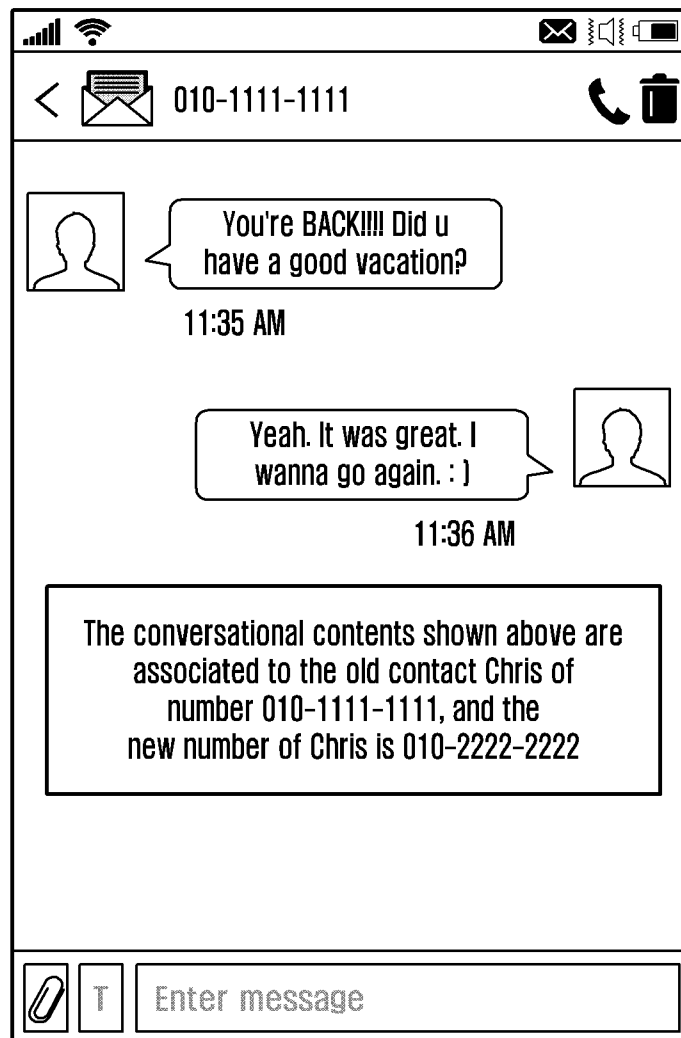 010-1111-1111
You're BACK!!!! Did u
have a good vacation?
11:35 AM
Yeah. It was great. I
wanna go again. : )
11:36 AM
The conversational contents shown above are
associated to the old contact Chris of
number 010-1111-1111, and the
new number of Chris is 010-2222-2222
T
Enter message